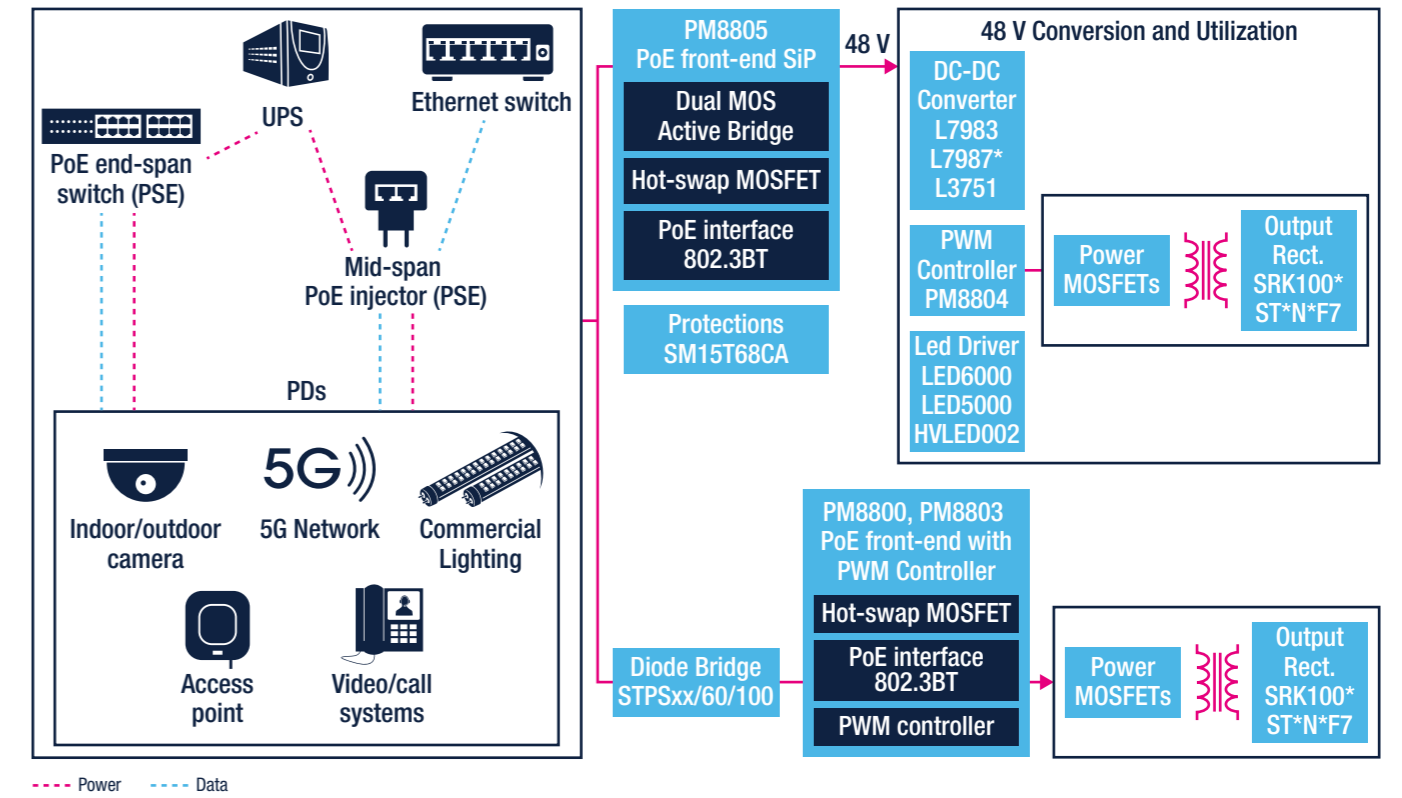 UPS
Ethernet switch
PoE end-span
switch (PSE)
Mid-span
PoE injector (PSE)
PDs
5G
Indoor/outdoor
camera
5G Network
Commercial
Lighting
Access
point
Video/call
systems
Power
Data
PM8805
PoE front-end SiP
Dual MOS
Active Bridge
Hot-swap MOSFET
PoE interface
802.3BT
Protections
SM15T68CA
48 V
48 V Conversion and Utilization
DC-DC
Converter
L7983
L7987*
L3751
PWM
Controller
PM8804
Power
MOSFETs
Output
Rect.
SRK100*
ST*N*F7
Led Driver
LED6000
LED5000
HVLED002
Diode Bridge
STPSxx/60/100
PM8800, PM8803
PoE front-end with
PWM Controller
Hot-swap MOSFET
PoE interface
802.3BT
PWM controller
Power
MOSFETs
Output
Rect.
SRK100*
ST*N*F7